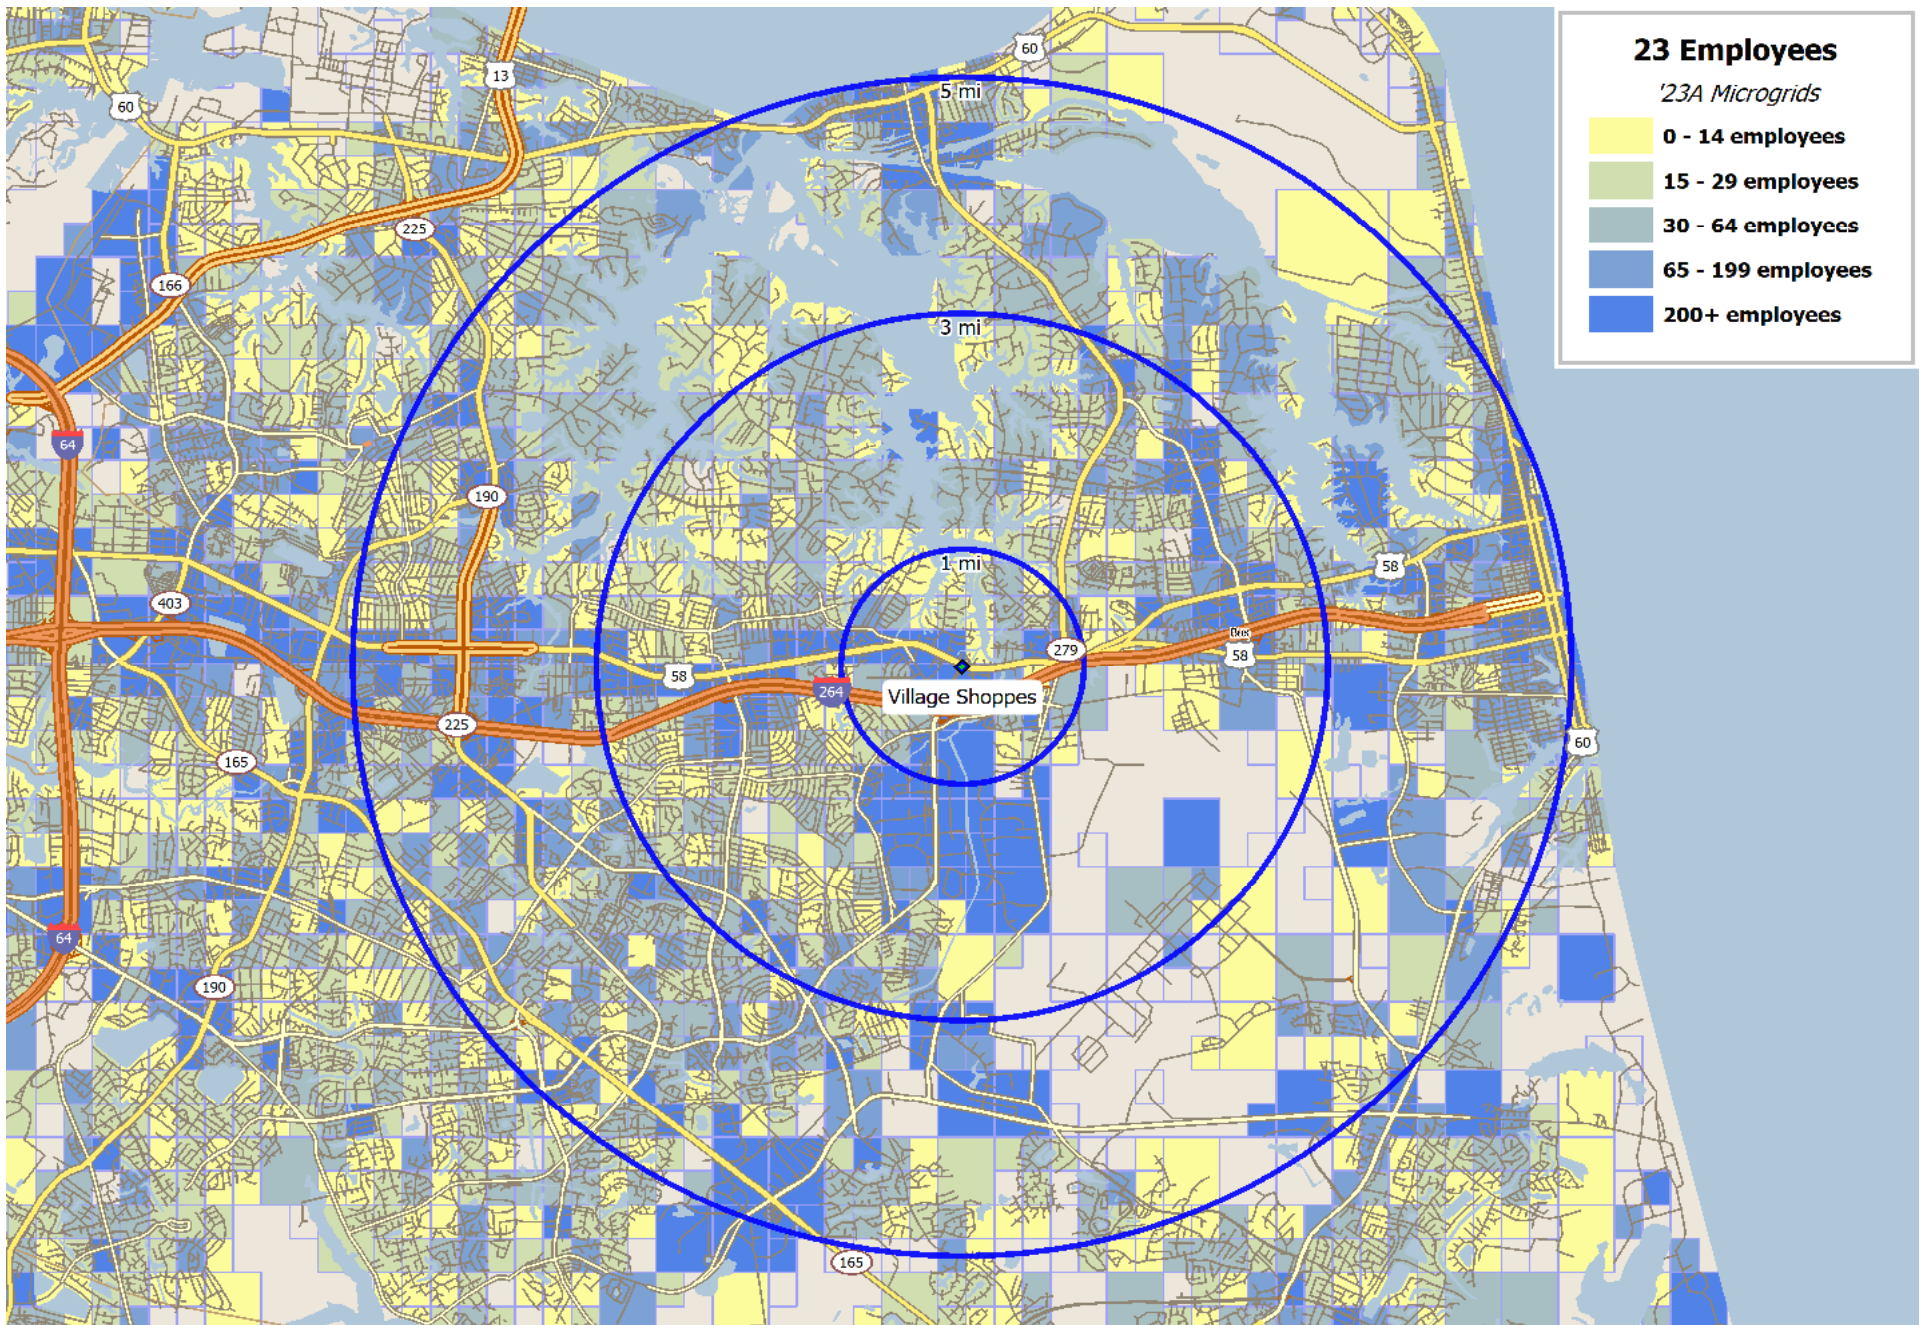 23 Employees
'23A Microgrids
0 - 14 employees
15 - 29 employees
30 - 64 employees
65 - 199 employees
200+ employees
60
13
60
5 mi
225
166
3 mi
64
190
1 mi
58
403
Bus
279
58
58
264
Village Shoppes
225
60
165
64
190
165